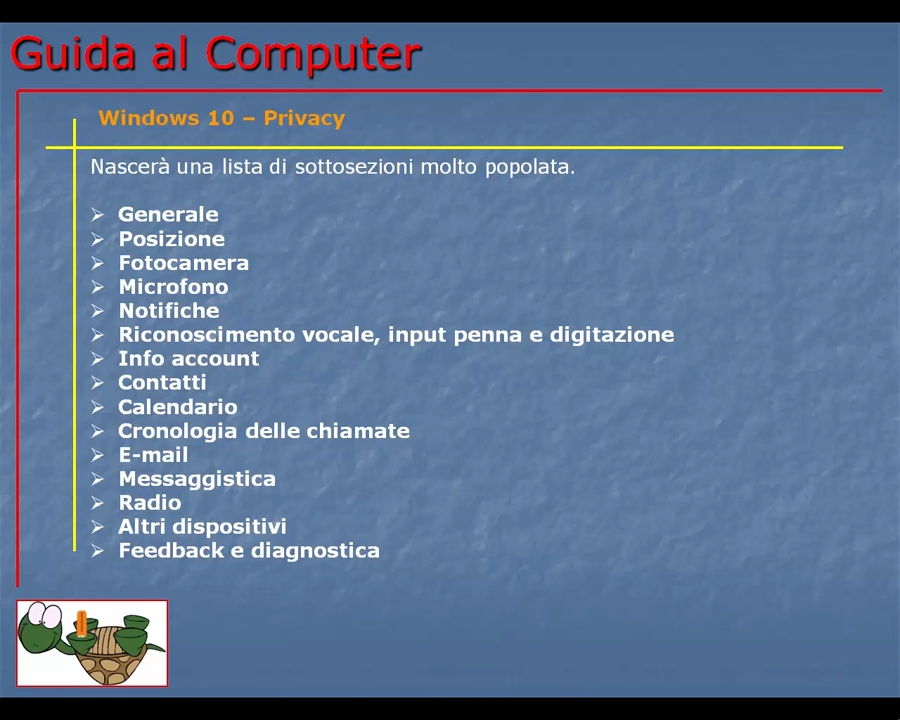 Guida al Computer
Windows 10 – Privacy
Nascerà una lista di sottosezioni molto popolata.
Generale
Posizione
Fotocamera
Microfono
Notifiche
Riconoscimento vocale, input penna e digitazione
Info account
Contatti
Calendario
Cronologia delle chiamate
E-mail
Messaggistica
Radio
Altri dispositivi
Feedback e diagnostica